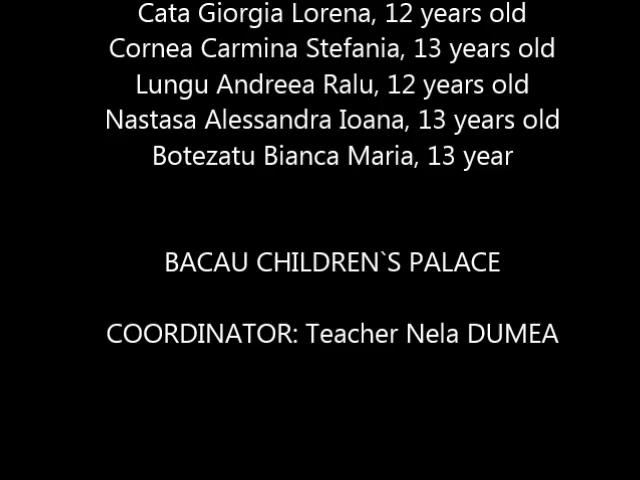 Cata Giorgia Lorena, 12 years old
Cornea Carmina Stefania, 13 years old
Lungu Andreea Ralu, 12 years old
Nastasa Alessandra Ioana, 13 years old
Botezatu Bianca Maria, 13 year
BACAU CHILDREN`S PALACE
COORDINATOR: Teacher Nela DUMEA